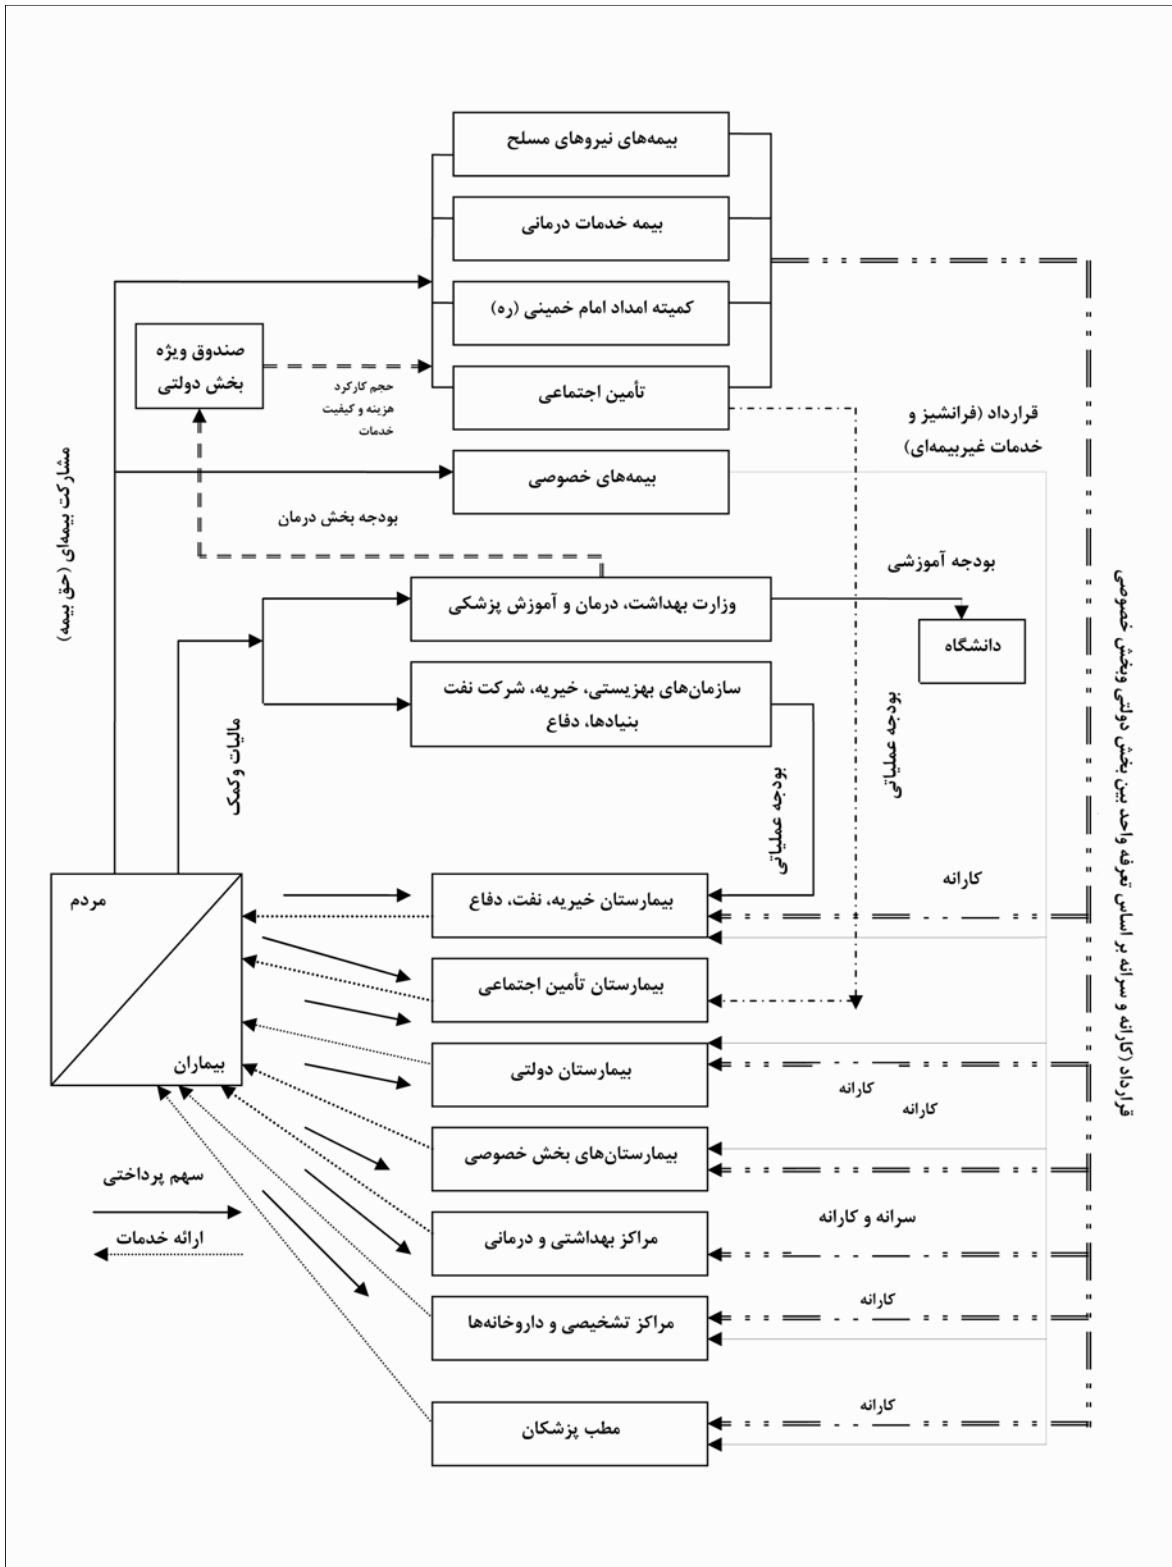 بیمه‌های نیروهای مسلح
بیمه خدمات درمانی
کمیته امداد امام خمینی (ره)
صندوق ویژه
بخش دولتی
حجم کارکرد
هزینه و کیفیت
خدمات
تأمین اجتماعی
قرارداد (فرانشیز و
خدمات غیربیمه‌ای)
بیمه‌های خصوصی
مشارکت بیمه‌ای (حق بیمه)
بودجه بخش درمان
بودجه آموزشی
وزارت بهداشت، درمان و آموزش پزشکی
دانشگاه
سازمان‌های بهزیستی، خیریه، شرکت نفت
بنیادها، دفاع
مالیات وکمک
بودجه عملیاتی
بودجه عملیاتی
قرارداد (کارانه و سرانه بر اساس تعرفه واحد بین بخش دولتی وبخش خصوصی
مردم
بیماران
بیمارستان خیریه، نفت، دفاع
کارانه
بیمارستان تأمین اجتماعی
بیمارستان دولتی
کارانه
کارانه
بیمارستان‌های بخش خصوصی
سهم پرداختی
ارائه خدمات
سرانه و کارانه
مراکز بهداشتی و درمانی
کارانه
مراکز تشخیصی و داروخانه‌ها
کارانه
مطب پزشکان